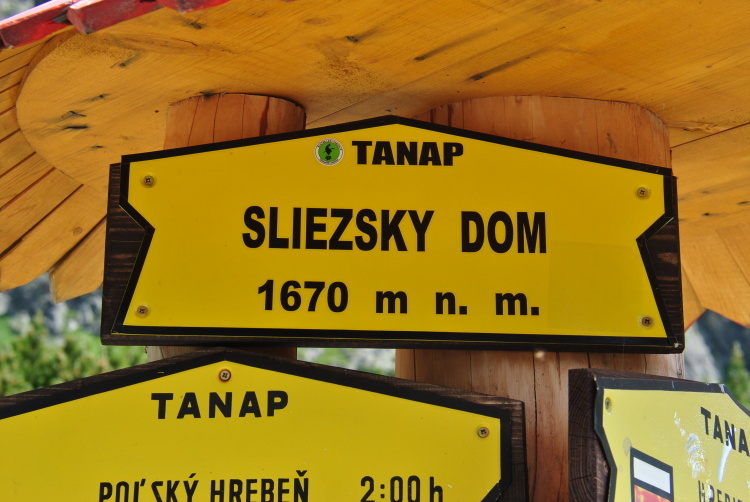 TANAP
SLIEZSKY DOM
1670 m n. m.
TANAP
POĽSKÝ HREBEŇ 2:00 h